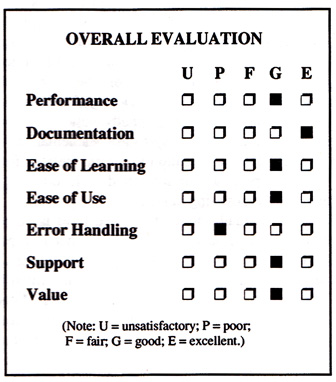 OVERALL EVALUATION
U P F G E
Performance ❒ ❒ ❒ ■ ❒
Documentation ❒ ❒ ❒ ❒ ■
Ease of Learning ❒ ❒ ❒ ■ ❒
Ease of Use ❒ ❒ ❒ ■ ❒
Error Handling ❒ ■ ❒ ❒ ❒
Support ❒ ❒ ❒ ■ ❒
Value ❒ ❒ ❒ ■ ❒
(Note: U = unsatisfactory; P = poor;
F = fair; G = good; E = excellent.)